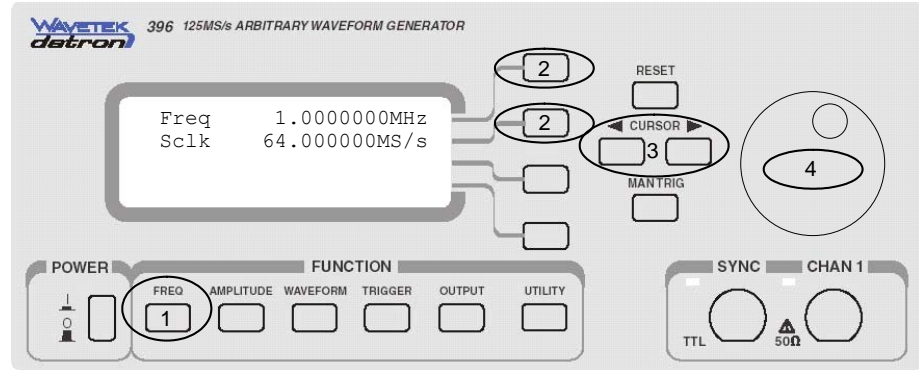 WAVETEK 396 125MS/s ARBITRARY WAVEFORM GENERATOR
datron
2
RESET
Freq 1.0000000MHz
Sclk 64.000000MS/s
2
◄ CURSOR ►
3
4
MANTRIG
POWER
FUNCTION
SYNC
CHAN 1
FREQ
AMPLITUDE
WAVEFORM
TRIGGER
OUTPUT
UTILITY
1
TTL
50Ω